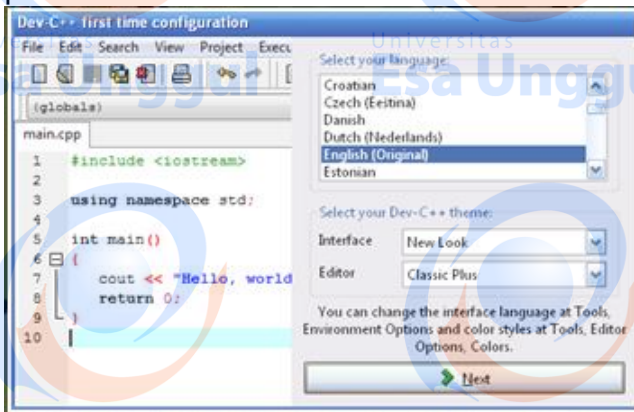 Dev-C++ first time configuration
File Edit Search View Project Execu
(globals)
main.cpp
1 #include <iostream>
2
3 using namespace std;
4
5 int main()
6 {
7 cout << "Hello, world
8 return 0;
9 }
10
Select your language:
Croatian
Czech (Eeitina)
Danish
Dutch (Nederlands)
English (Original)
Estonian
Select your Dev-C++ theme:
Interface New Look
Editor Classic Plus
You can change the interface language at Tools,
Environment Options and color styles at Tools, Editor
Options, Colors.
Next
Universitas
Esa Ungg